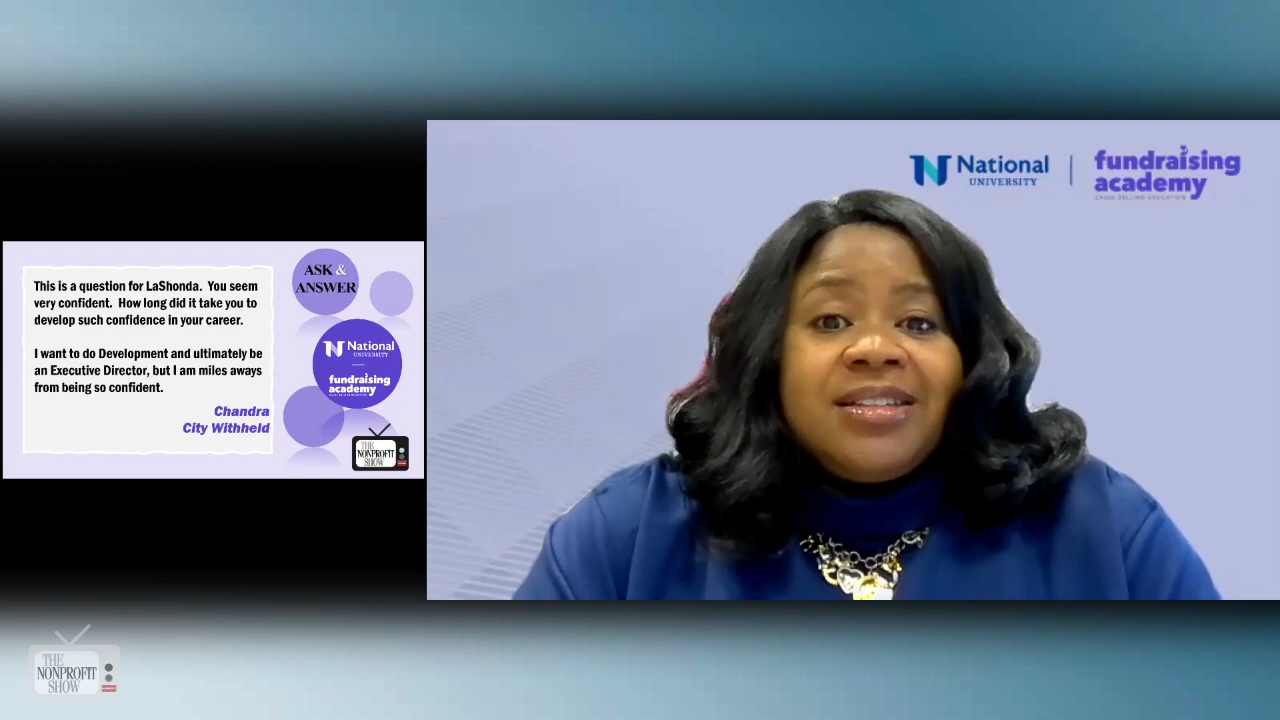 This is a question for LaShonda. You seem
very confident. How long did it take you to
develop such confidence in your career.
I want to do Development and ultimately be
an Executive Director, but I am miles aways
from being so confident.
Chandra
City Withheld
ASK &
ANSWER
National
UNIVERSITY
fundraising
academy
THE
NONPROFIT
SHOW
National
UNIVERSITY
fundraising
academy
CAUSE SELLING EDUCATION
THE
NONPROFIT
SHOW